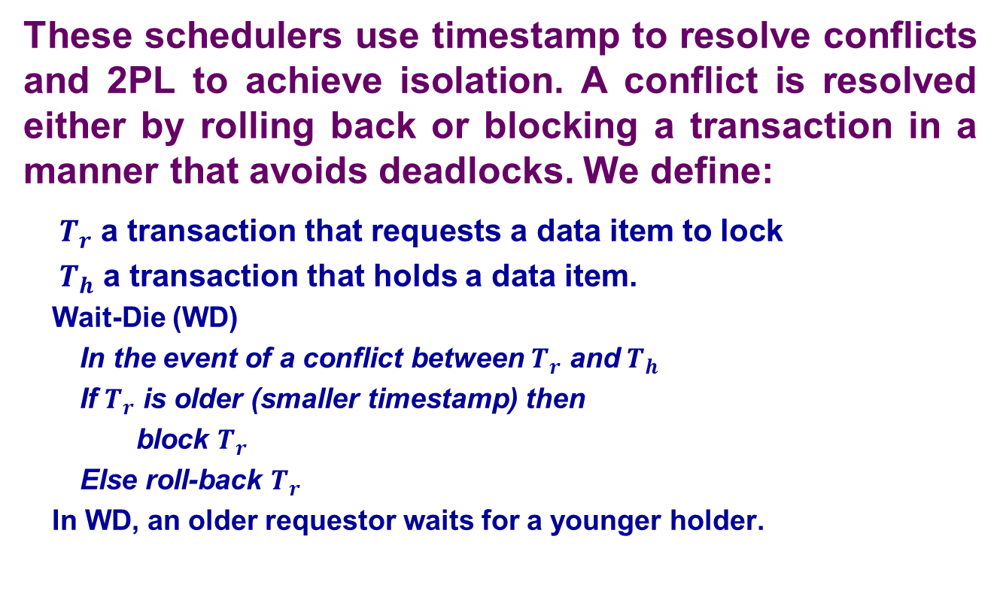 These schedulers use timestamp to resolve conflicts
and 2PL to achieve isolation. A conflict is resolved
either by rolling back or blocking a transaction in a
manner that avoids deadlocks. We define:
T_r a transaction that requests a data item to lock
T_h a transaction that holds a data item.
Wait-Die (WD)
In the event of a conflict between T_r and T_h
If T_r is older (smaller timestamp) then
block T_r
Else roll-back T_r
In WD, an older requestor waits for a younger holder.